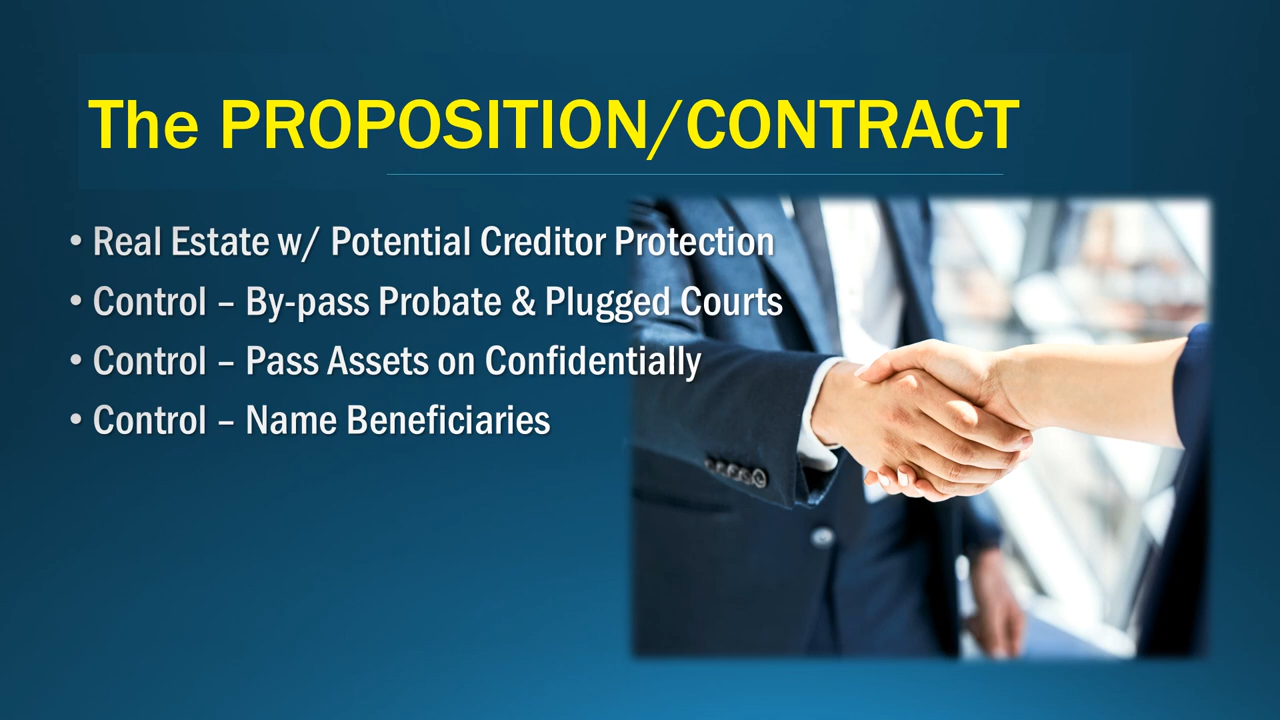 The PROPOSITION/CONTRACT
• Real Estate w/ Potential Creditor Protection
• Control – By-pass Probate & Plugged Courts
• Control – Pass Assets on Confidentially
• Control – Name Beneficiaries